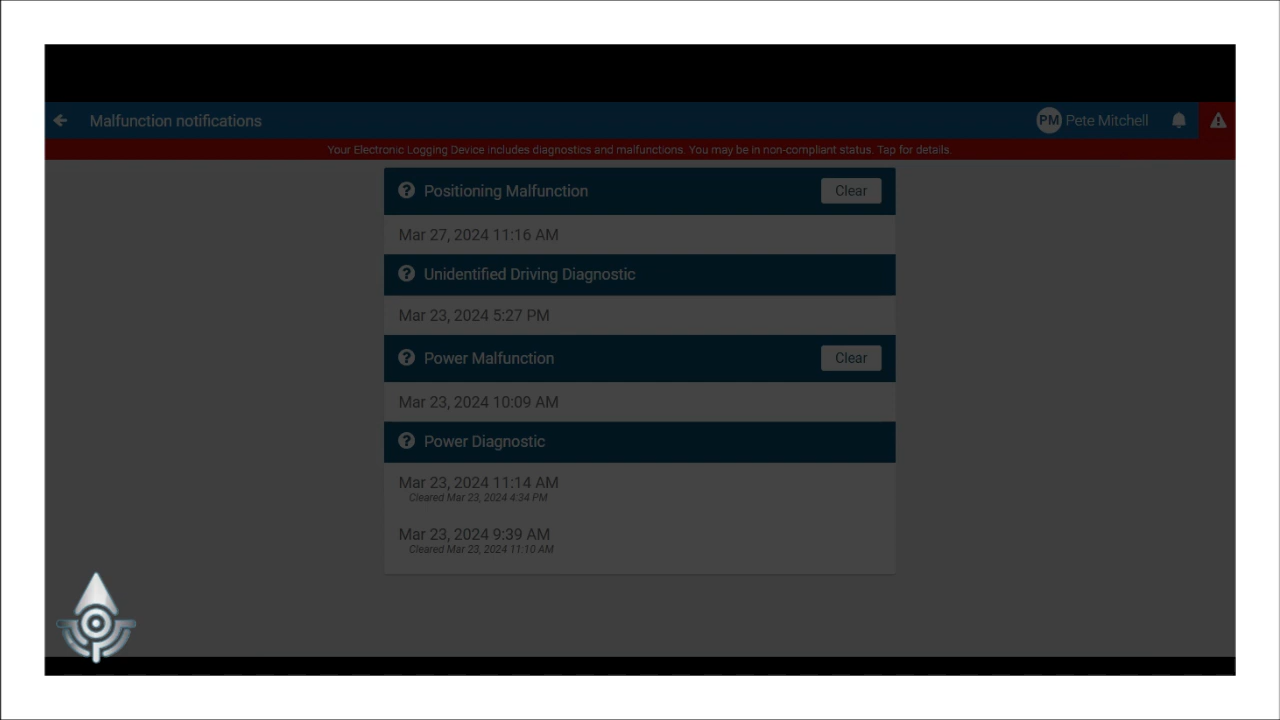 Malfunction notifications
PM Pete Mitchell
Your Electronic Logging Device includes diagnostics and malfunctions. You may be in non-compliant status. Tap for details.
? Positioning Malfunction Clear
Mar 27, 2024 11:16 AM
? Unidentified Driving Diagnostic
Mar 23, 2024 5:27 PM
? Power Malfunction Clear
Mar 23, 2024 10:09 AM
? Power Diagnostic
Mar 23, 2024 11:14 AM
Cleared Mar 23, 2024 4:34 PM
Mar 23, 2024 9:39 AM
Cleared Mar 23, 2024 11:10 AM